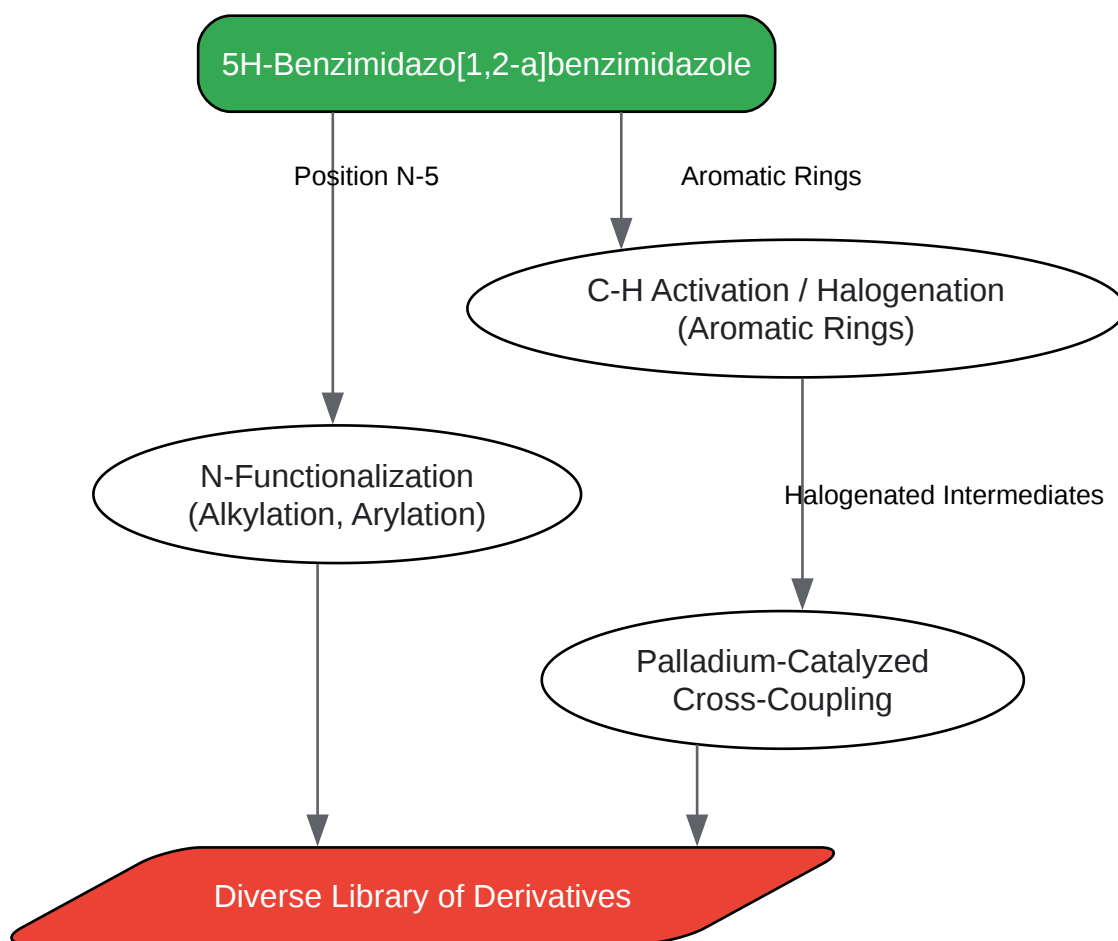 5H-Benzimidazo[1,2-a]benzimidazole
Position N-5
Aromatic Rings
C-H Activation / Halogenation
(Aromatic Rings)
N-Functionalization
(Alkylation, Arylation)
Halogenated Intermediates
Palladium-Catalyzed
Cross-Coupling
Diverse Library of Derivatives